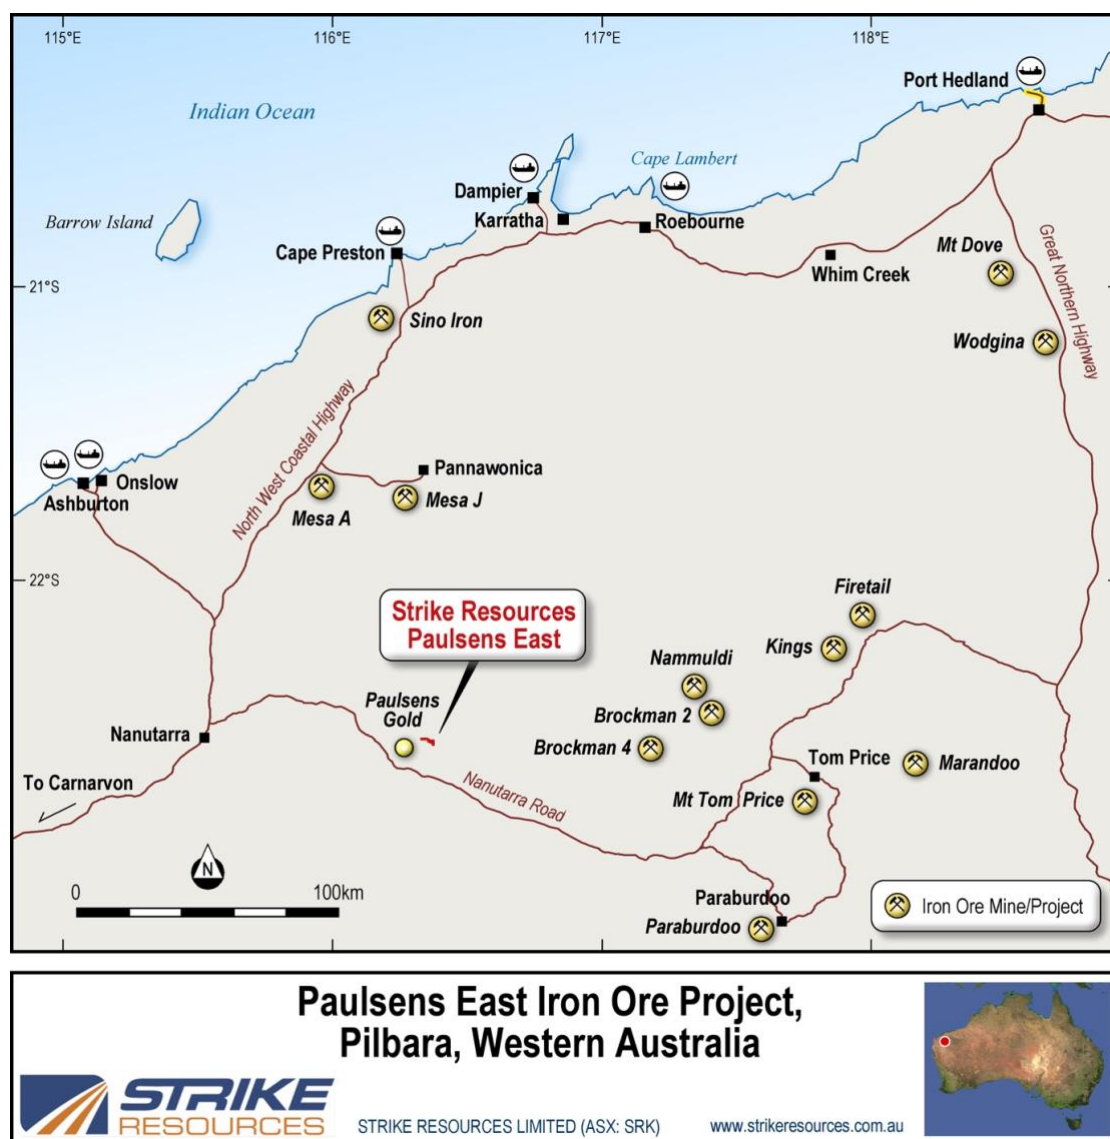 115°E
116°E
117°E
118°E
Port Hedland
Indian Ocean
Cape Lambert
Dampier
Karratha
Roebourne
Barrow Island
Cape Preston
Mt Dove
Whim Creek
21°S
Sino Iron
Great Northern Highway
Wodgina
North West Coastal Highway
Pannawonica
Onslow
Ashburton
Mesa A
Mesa J
22°S
Firetail
Strike Resources
Paulsens East
Kings
Nammuldi
Paulsens
Gold
Brockman 2
Nanutarra
Brockman 4
Tom Price
Marandoo
To Carnarvon
Nanutarra Road
Mt Tom Price
N
0
100km
Paraburdoo
Paraburdoo
Iron Ore Mine/Project
Paulsens East Iron Ore Project,
Pilbara, Western Australia
STRIKE
RESOURCES
STRIKE RESOURCES LIMITED (ASX: SRK)
www.strikeresources.com.au